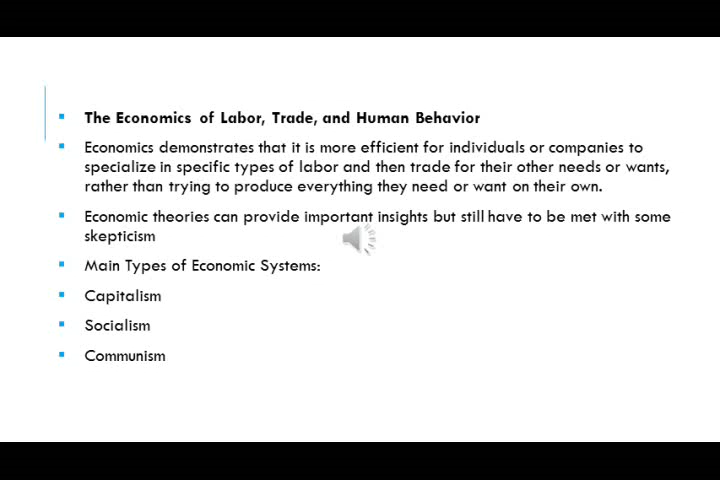 The Economics of Labor, Trade, and Human Behavior
Economics demonstrates that it is more efficient for individuals or companies to
specialize in specific types of labor and then trade for their other needs or wants,
rather than trying to produce everything they need or want on their own.
Economic theories can provide important insights but still have to be met with some
skepticism
Main Types of Economic Systems:
Capitalism
Socialism
Communism